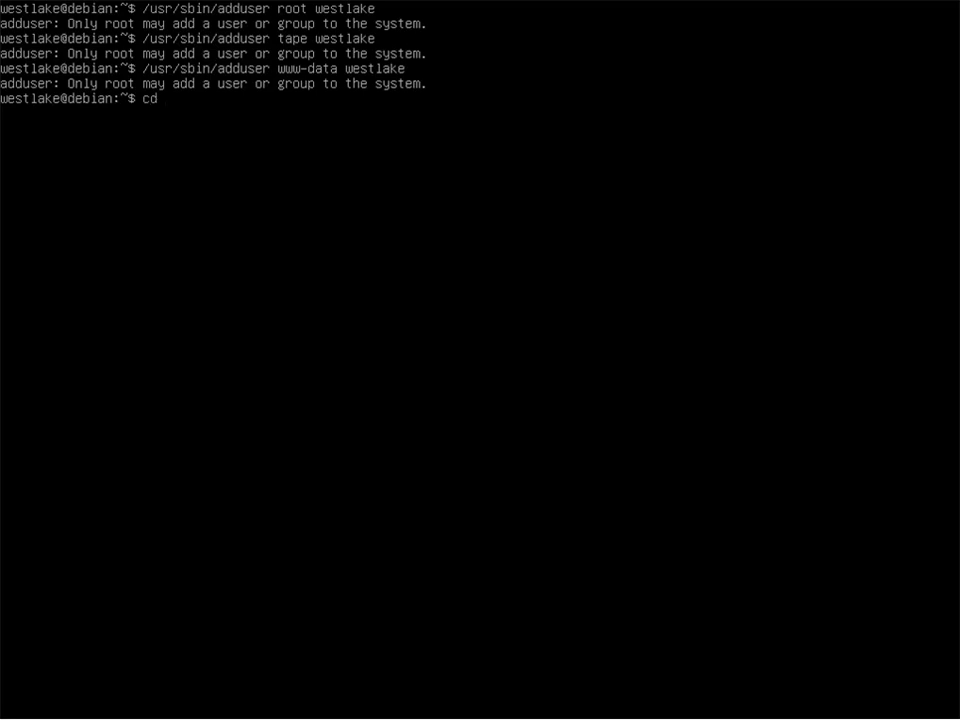 westlake@debian:~$ /usr/sbin/adduser root westlake
adduser: Only root may add a user or group to the system.
westlake@debian:~$ /usr/sbin/adduser tape westlake
adduser: Only root may add a user or group to the system.
westlake@debian:~$ /usr/sbin/adduser www-data westlake
adduser: Only root may add a user or group to the system.
westlake@debian:~$ cd